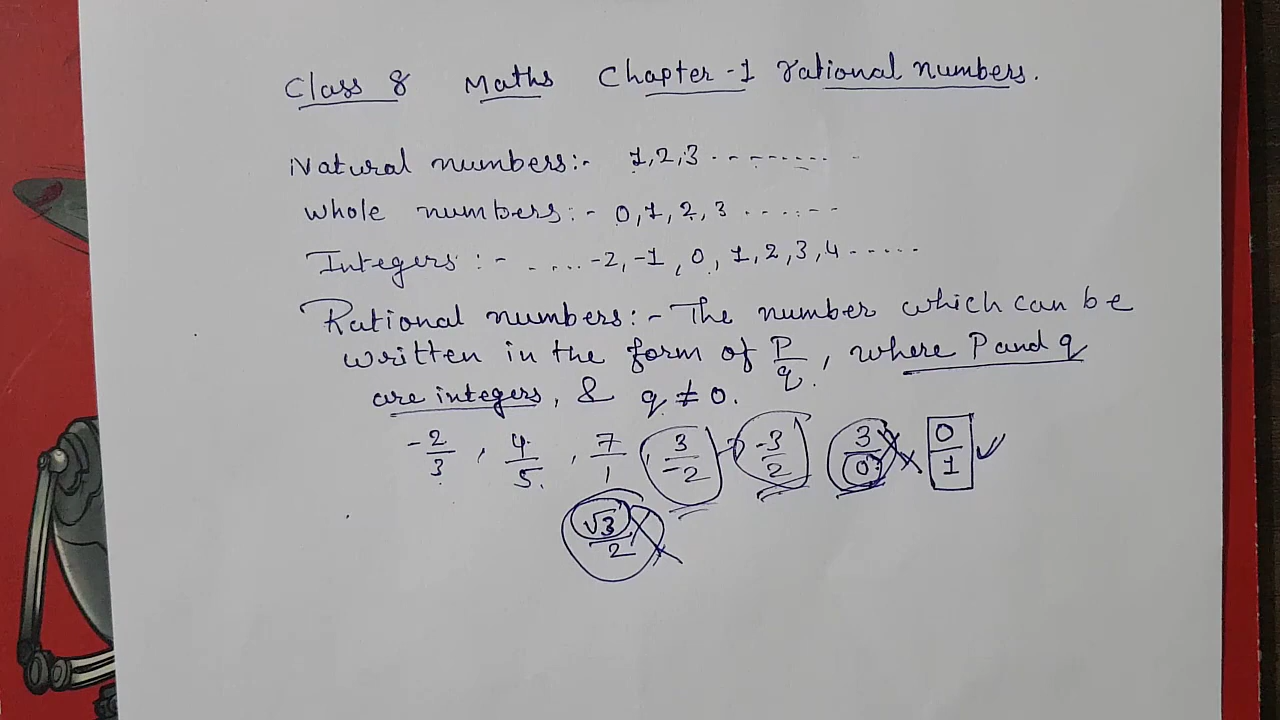 Class 8 Maths Chapter-1 rational numbers.
Natural numbers:- 1,2,3 ...........
Whole numbers:- 0,1,2,3 ......
Integers:- .....-2,-1,0,1,2,3,4......
Rational numbers:- The number which can be
written in the form of P/q, where P and q
are integers, & q ≠ 0.
-2/3, 4/5, 7/1, 3/-2 → -3/2 3/0 × 0/1 ✓
√3/2 ×